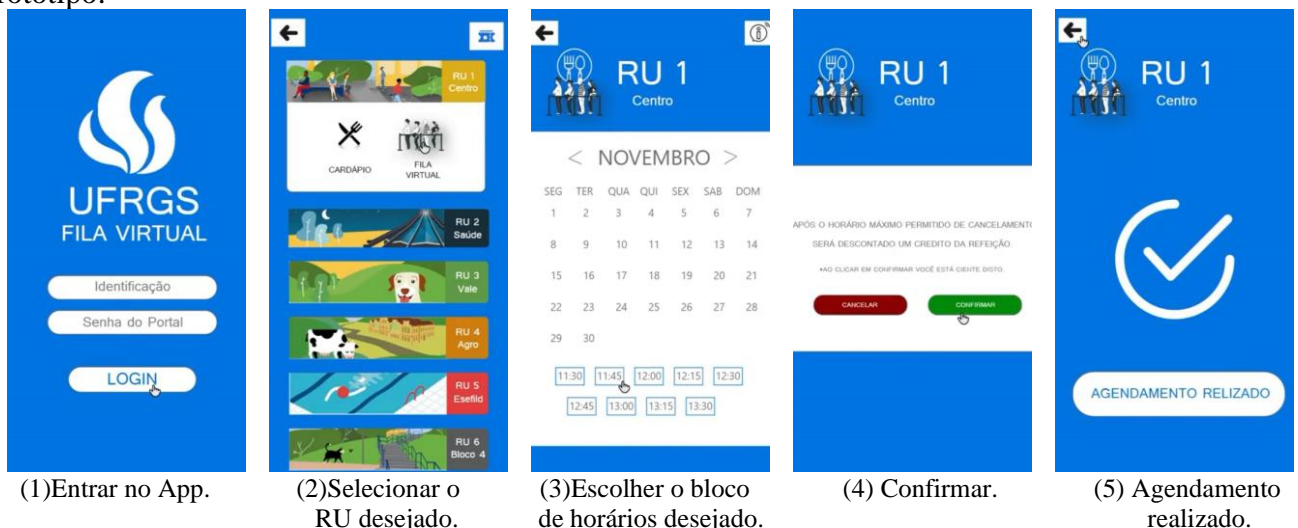 rototipo:
UFRGS
FILA VIRTUAL
Identificação
Senha do Portal
LOGIN
RU 1
Centro
CARDÁPIO
FILA
VIRTUAL
RU 2
Saúde
RU 3
Vale
RU 4
Agro
RU 5
Esefid
RU 6
Bloco 4
RU 1
Centro
< NOVEMBRO >
SEG TER QUA QUI SEX SAB DOM
1 2 3 4 5 6 7
8 9 10 11 12 13 14
15 16 17 18 19 20 21
22 23 24 25 26 27 28
29 30
11:30 11:45 12:00 12:15 12:30
12:45 13:00 13:15 13:30
RU 1
Centro
APÓS O HORÁRIO MÁXIMO PERMITIDO DE CANCELAMENTO
SERÁ DESCONTADO UM CREDITO DA REFEIÇÃO
*AO CLICAR EM CONFIRMAR VOCÊ ESTÁ CIENTE DISTO.
CANCELAR
CONFIRMAR
RU 1
Centro
AGENDAMENTO RELIZADO
(1)Entrar no App.
(2)Selecionar o
RU desejado.
(3)Escolher o bloco
de horários desejado.
(4) Confirmar.
(5) Agendamento
realizado.